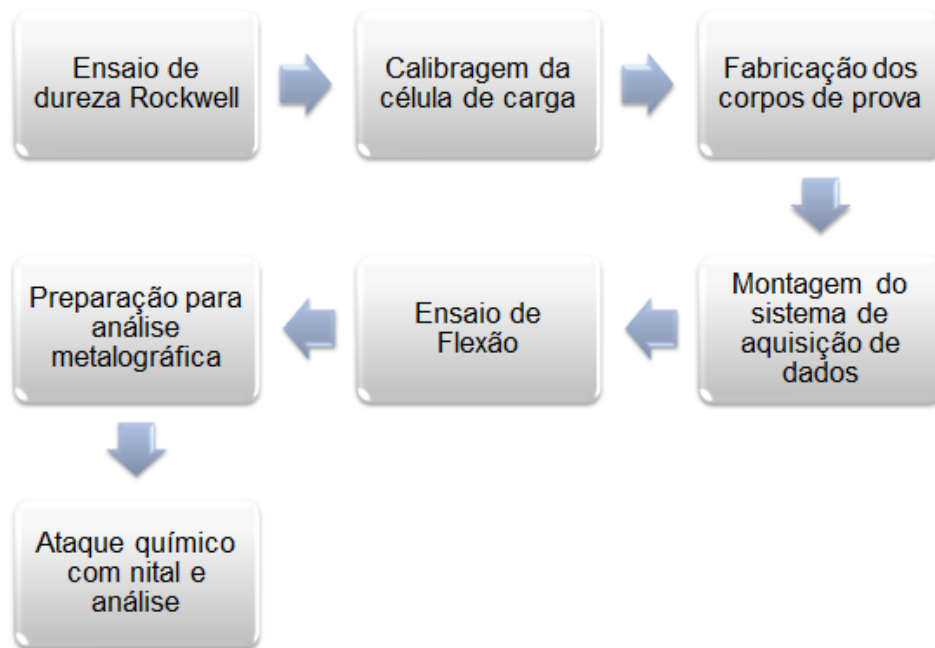 Ensaio de
dureza Rockwell
Calibragem da
célula de carga
Fabricação dos
corpos de prova
Montagem do
sistema de
aquisição de
dados
Ensaio de
Flexão
Preparação para
análise
metalográfica
Ataque químico
com nital e
análise